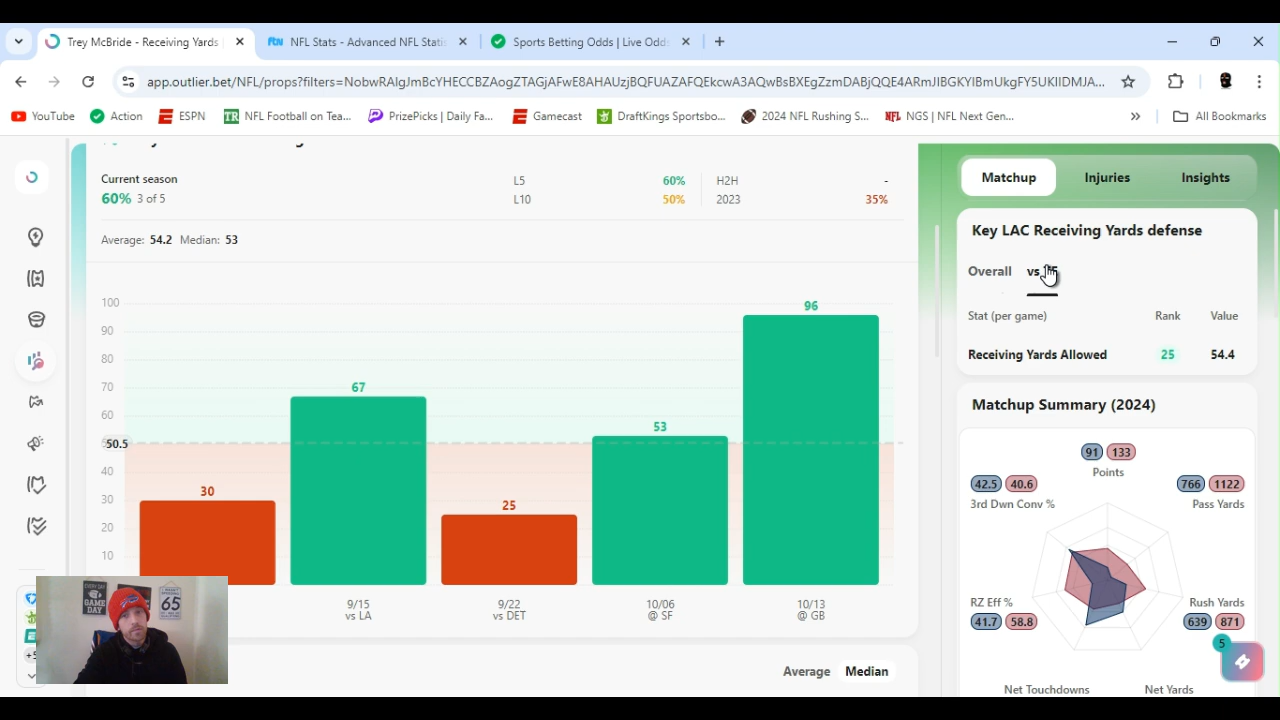 Trey McBride - Receiving Yards
NFL Stats - Advanced NFL Stati
Sports Betting Odds | Live Odd
app.outlier.bet/NFL/props?filters=NobwRAIgJmBcYHECCBZAogZTAGjAFwE8AHAUzjBQFUAZAFQEkcwA3AQwBsBXEgZzmDABjQQE4ARmJIBGKYIBmUkgFY5UKIIDMJA...
YouTube
Action
ESPN
NFL Football on Tea...
PrizePicks | Daily Fa...
Gamecast
DraftKings Sportsbo...
2024 NFL Rushing S...
NGS | NFL Next Gen...
All Bookmarks
Current season
60% 3 of 5
L5 60%
L10 50%
H2H -
2023 35%
Average: 54.2 Median: 53
100
90
80
70
60
50.5
40
30
20
10
30
67
25
53
96
9/15
vs LA
9/22
vs DET
10/06
@ SF
10/13
@ GB
Average Median
Matchup Injuries Insights
Key LAC Receiving Yards defense
Overall vs
Stat (per game) Rank Value
Receiving Yards Allowed 25 54.4
Matchup Summary (2024)
91 133
Points
42.5 40.6
3rd Dwn Conv %
766 1122
Pass Yards
RZ Eff %
41.7 58.8
Rush Yards
639 871
Net Touchdowns
Net Yards
5
GAME
DAY
65